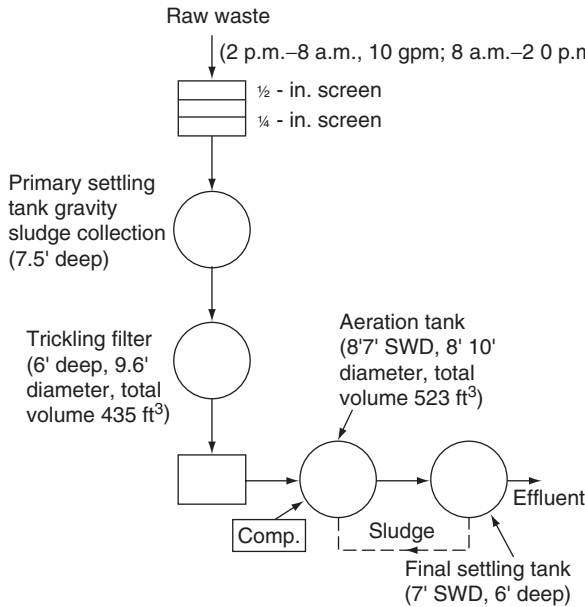 Raw waste
(2 p.m.–8 a.m., 10 gpm; 8 a.m.–2 0 p.m
½ - in. screen
¼ - in. screen
Primary settling
tank gravity
sludge collection
(7.5' deep)
Trickling filter
(6' deep, 9.6'
diameter, total
volume 435 ft³)
Aeration tank
(8'7' SWD, 8' 10'
diameter, total
volume 523 ft³)
Effluent
Comp.
Sludge
Final settling tank
(7' SWD, 6' deep)